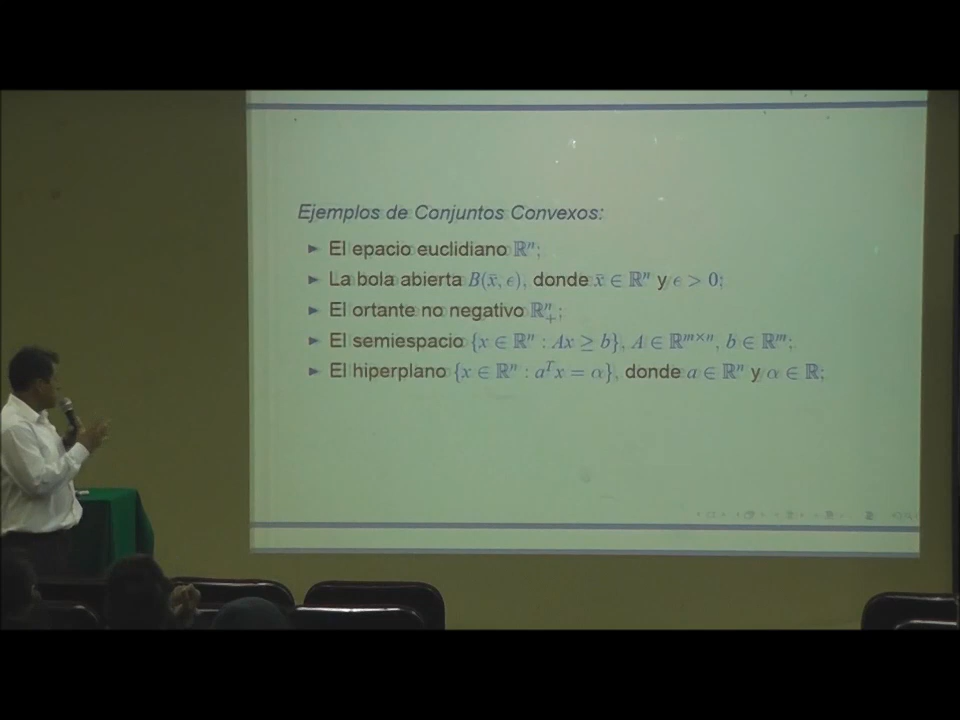 Ejemplos de Conjuntos Convexos:
► El epacio euclidiano ℝⁿ;
► La bola abierta B(x̄, ϵ), donde x̄ ∈ ℝⁿ y ϵ > 0;
► El ortante no negativo ℝⁿ₊;
► El semiespacio {x ∈ ℝⁿ : Ax ≥ b}, A ∈ ℝᵐˣⁿ, b ∈ ℝᵐ;
► El hiperplano {x ∈ ℝⁿ : aᵀx = α}, donde a ∈ ℝⁿ y α ∈ ℝ;